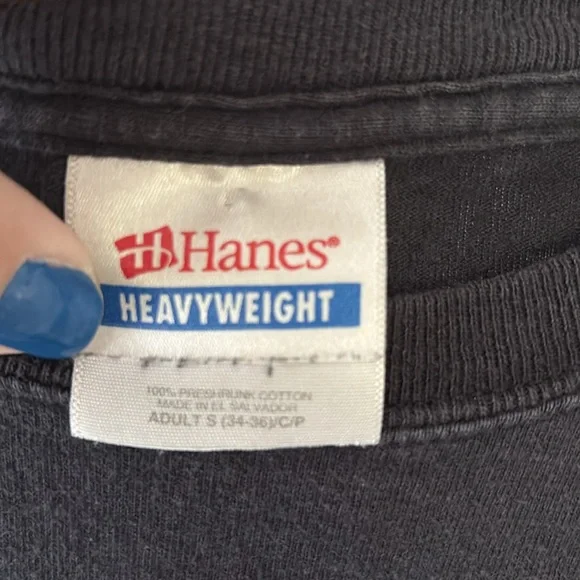 Hanes®
HEAVYWEIGHT
100% PRESHRUNK COTTON
MADE IN EL SALVADOR
ADULT S (34-36)/C/P